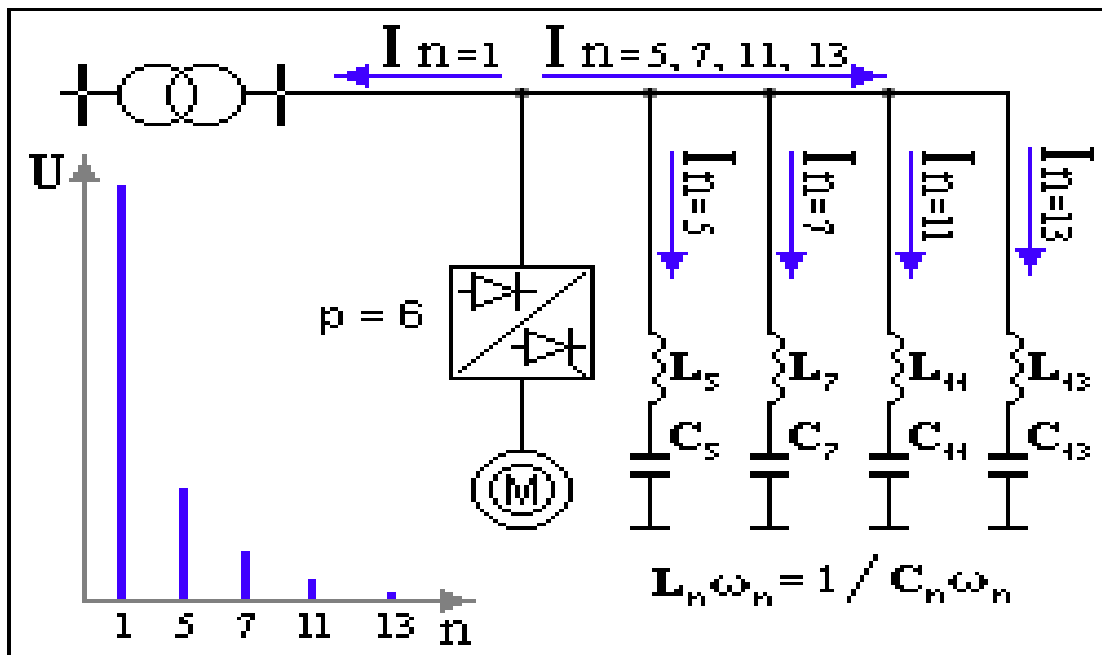 I n=1
I n=5, 7, 11, 13
U
I n=5
I n=7
I n=11
I n=13
p = 6
L5
L7
L11
L13
C5
C7
C11
C13
M
Lnωn = 1 / Cnωn
1 5 7 11 13 n